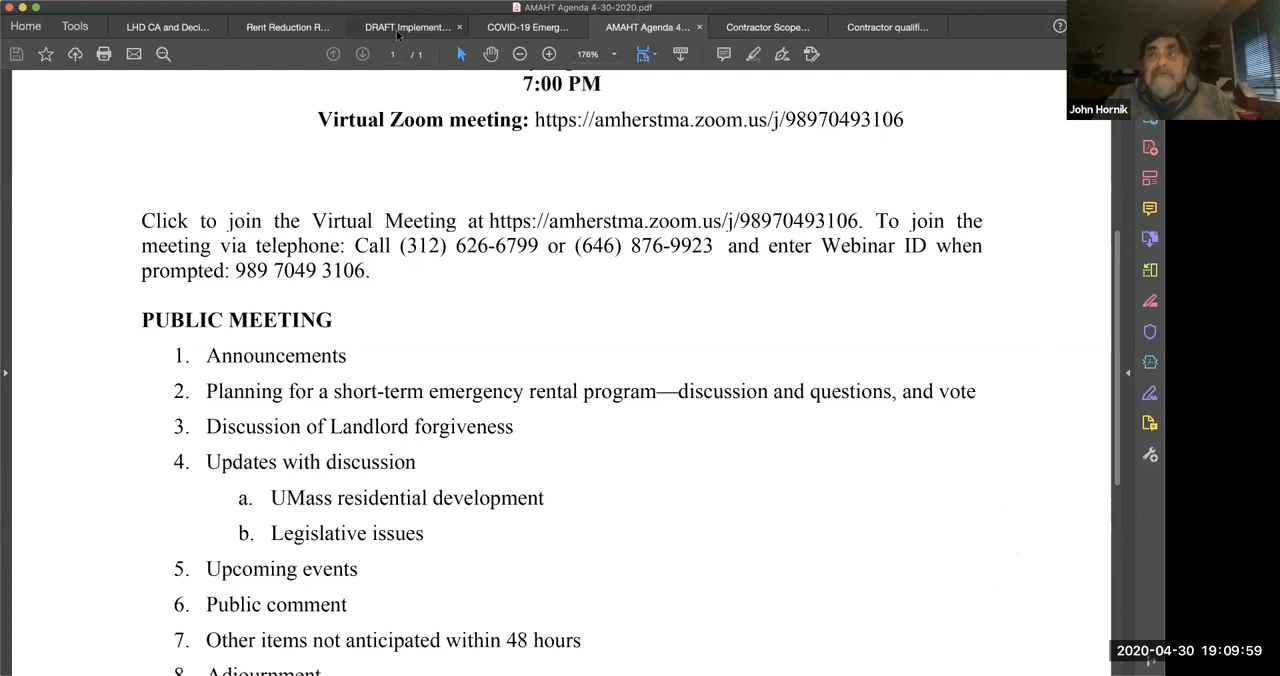 AMAHT Agenda 4-30-2020.pdf
Home Tools LHD CA and Deci... Rent Reduction R... DRAFT Implement... × COVID-19 Emerg... AMAHT Agenda 4... × Contractor Scope... Contractor qualifi...
1 / 1 176%
7:00 PM
Virtual Zoom meeting: https://amherstma.zoom.us/j/98970493106
Click to join the Virtual Meeting at https://amherstma.zoom.us/j/98970493106. To join the
meeting via telephone: Call (312) 626-6799 or (646) 876-9923 and enter Webinar ID when
prompted: 989 7049 3106.
PUBLIC MEETING
1. Announcements
2. Planning for a short-term emergency rental program—discussion and questions, and vote
3. Discussion of Landlord forgiveness
4. Updates with discussion
a. UMass residential development
b. Legislative issues
5. Upcoming events
6. Public comment
7. Other items not anticipated within 48 hours
8. Adjournment
John Hornik
2020-04-30 19:09:59